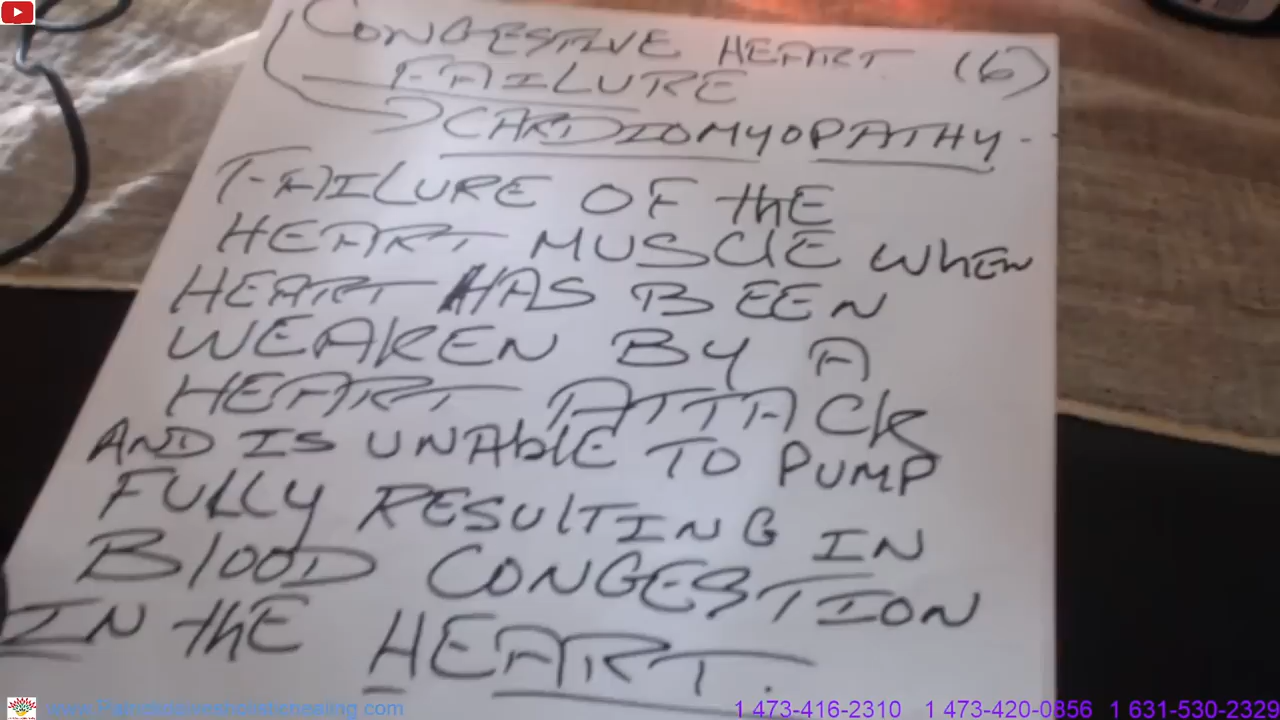 CONGESTIVE HEART (6)
FAILURE
CARDIOMYOPATHY.
FAILURE OF thE
HEART MUSClE WhEN
HEART HAS BEEN
WEAKEN BY A
HEART ATTACK
AND IS UNAblE TO PUMP
FULLY RESULTING IN
BlOOD CONGESTION
IN thE HEART.
1 473-416-2310 1 473-420-0856 1 631-530-2329